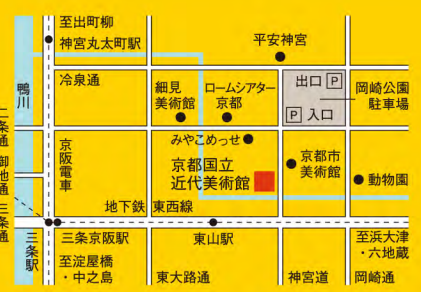 至出町柳
神宮丸太町駅
平安神宮
鴨川
冷泉通
細見
美術館
ロームシアター
京都
出口 P
P 入口
岡崎公園
駐車場
二条通
御池通
三条通
京阪電車
みやこめっせ
京都国立
近代美術館
京都市
美術館
動物園
地下鉄 東西線
三条駅
三条京阪駅
東山駅
至浜大津
・六地蔵
至淀屋橋
・中之島
東大路通
神宮道
岡崎通